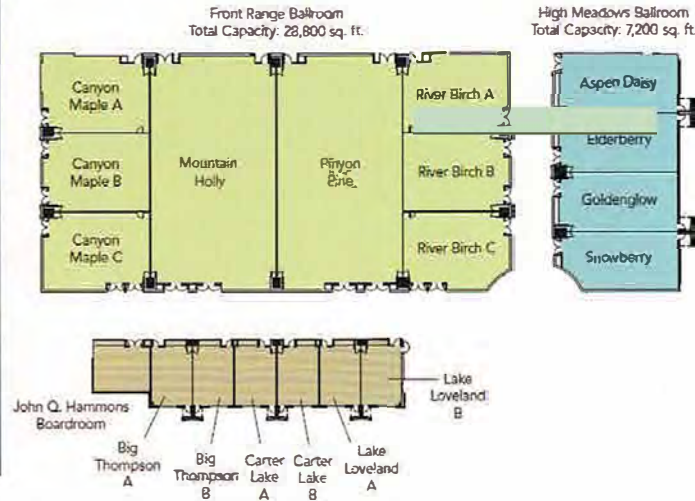 Front Range Ballroom
Total Capacity: 28,800 sq. ft.
High Meadows Ballroom
Total Capacity: 7,200 sq. ft.
Canyon
Maple A
Canyon
Maple B
Canyon
Maple C
Mountain
Holly
Pinyon
Pine
River Birch A
River Birch B
River Birch C
Aspen Daisy
Elderberry
Goldenglow
Snowberry
John Q. Hammons
Boardroom
Big
Thompson
A
Big
Thompson
B
Carter
Lake
A
Carter
Lake
B
Lake
Loveland
A
Lake
Loveland
B